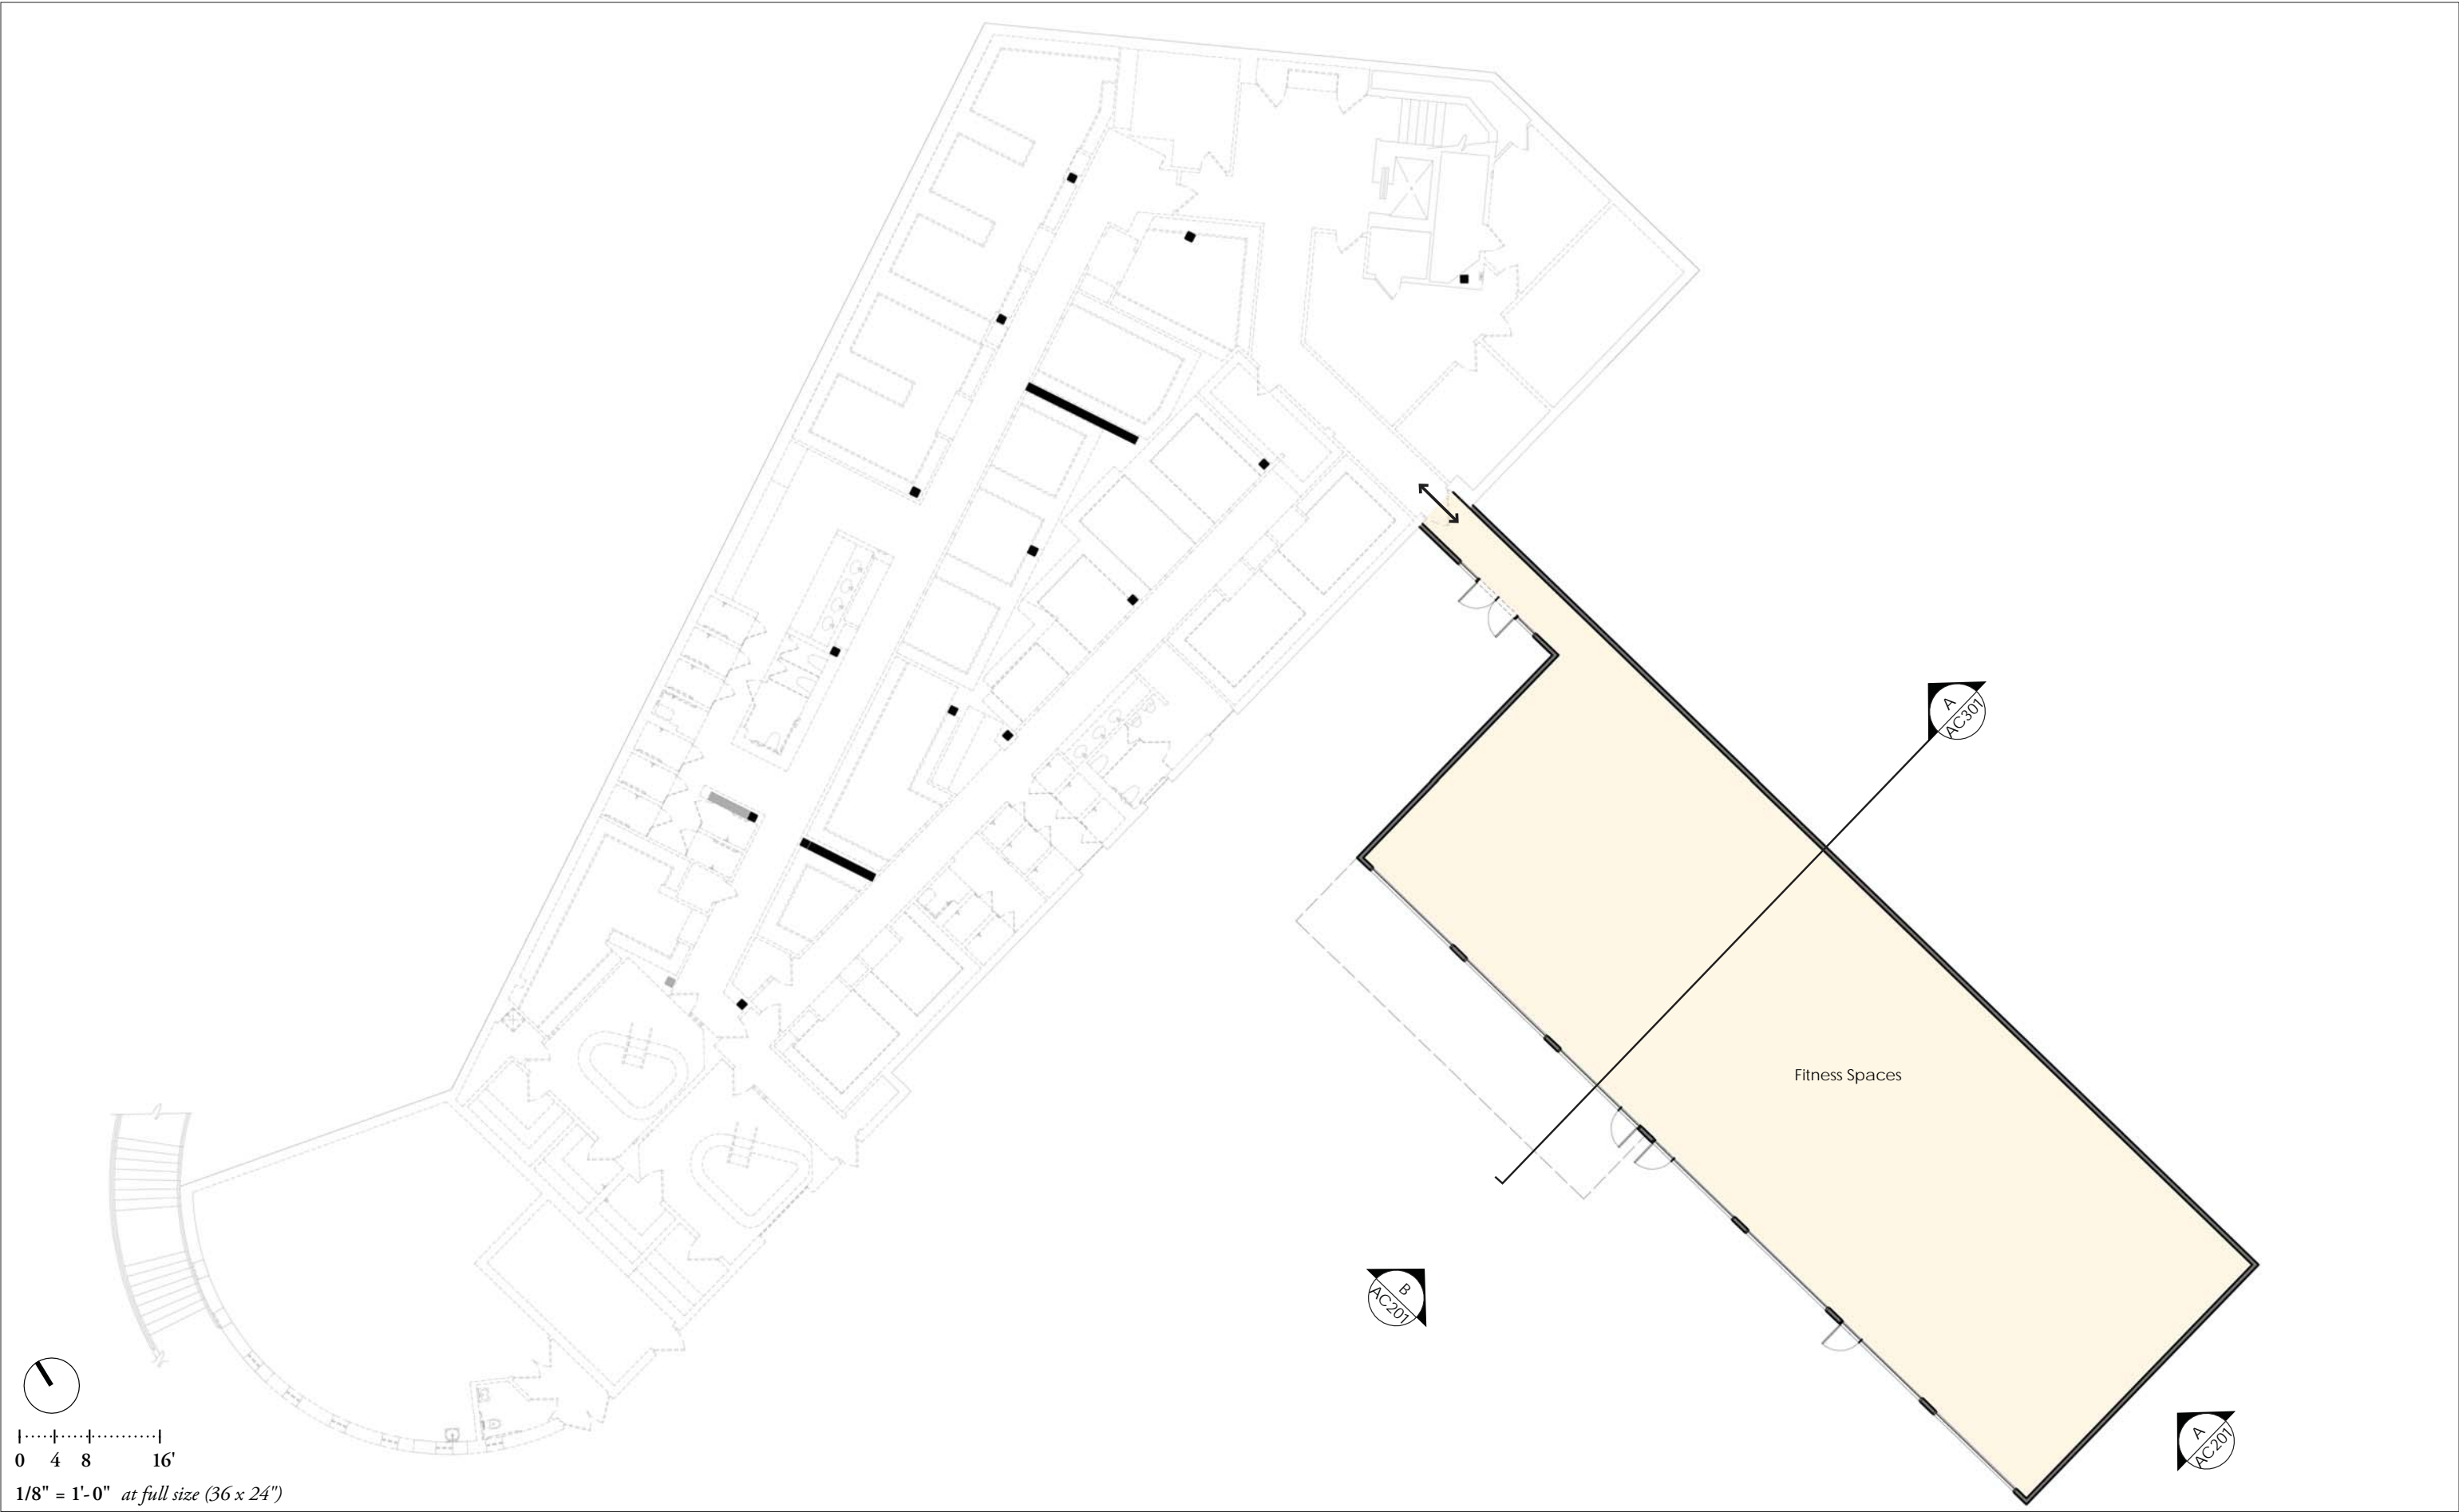 A
AC301
Fitness Spaces
B
AC201
A
AC201
0 4 8 16'
1/8" = 1'-0" at full size (36 x 24")